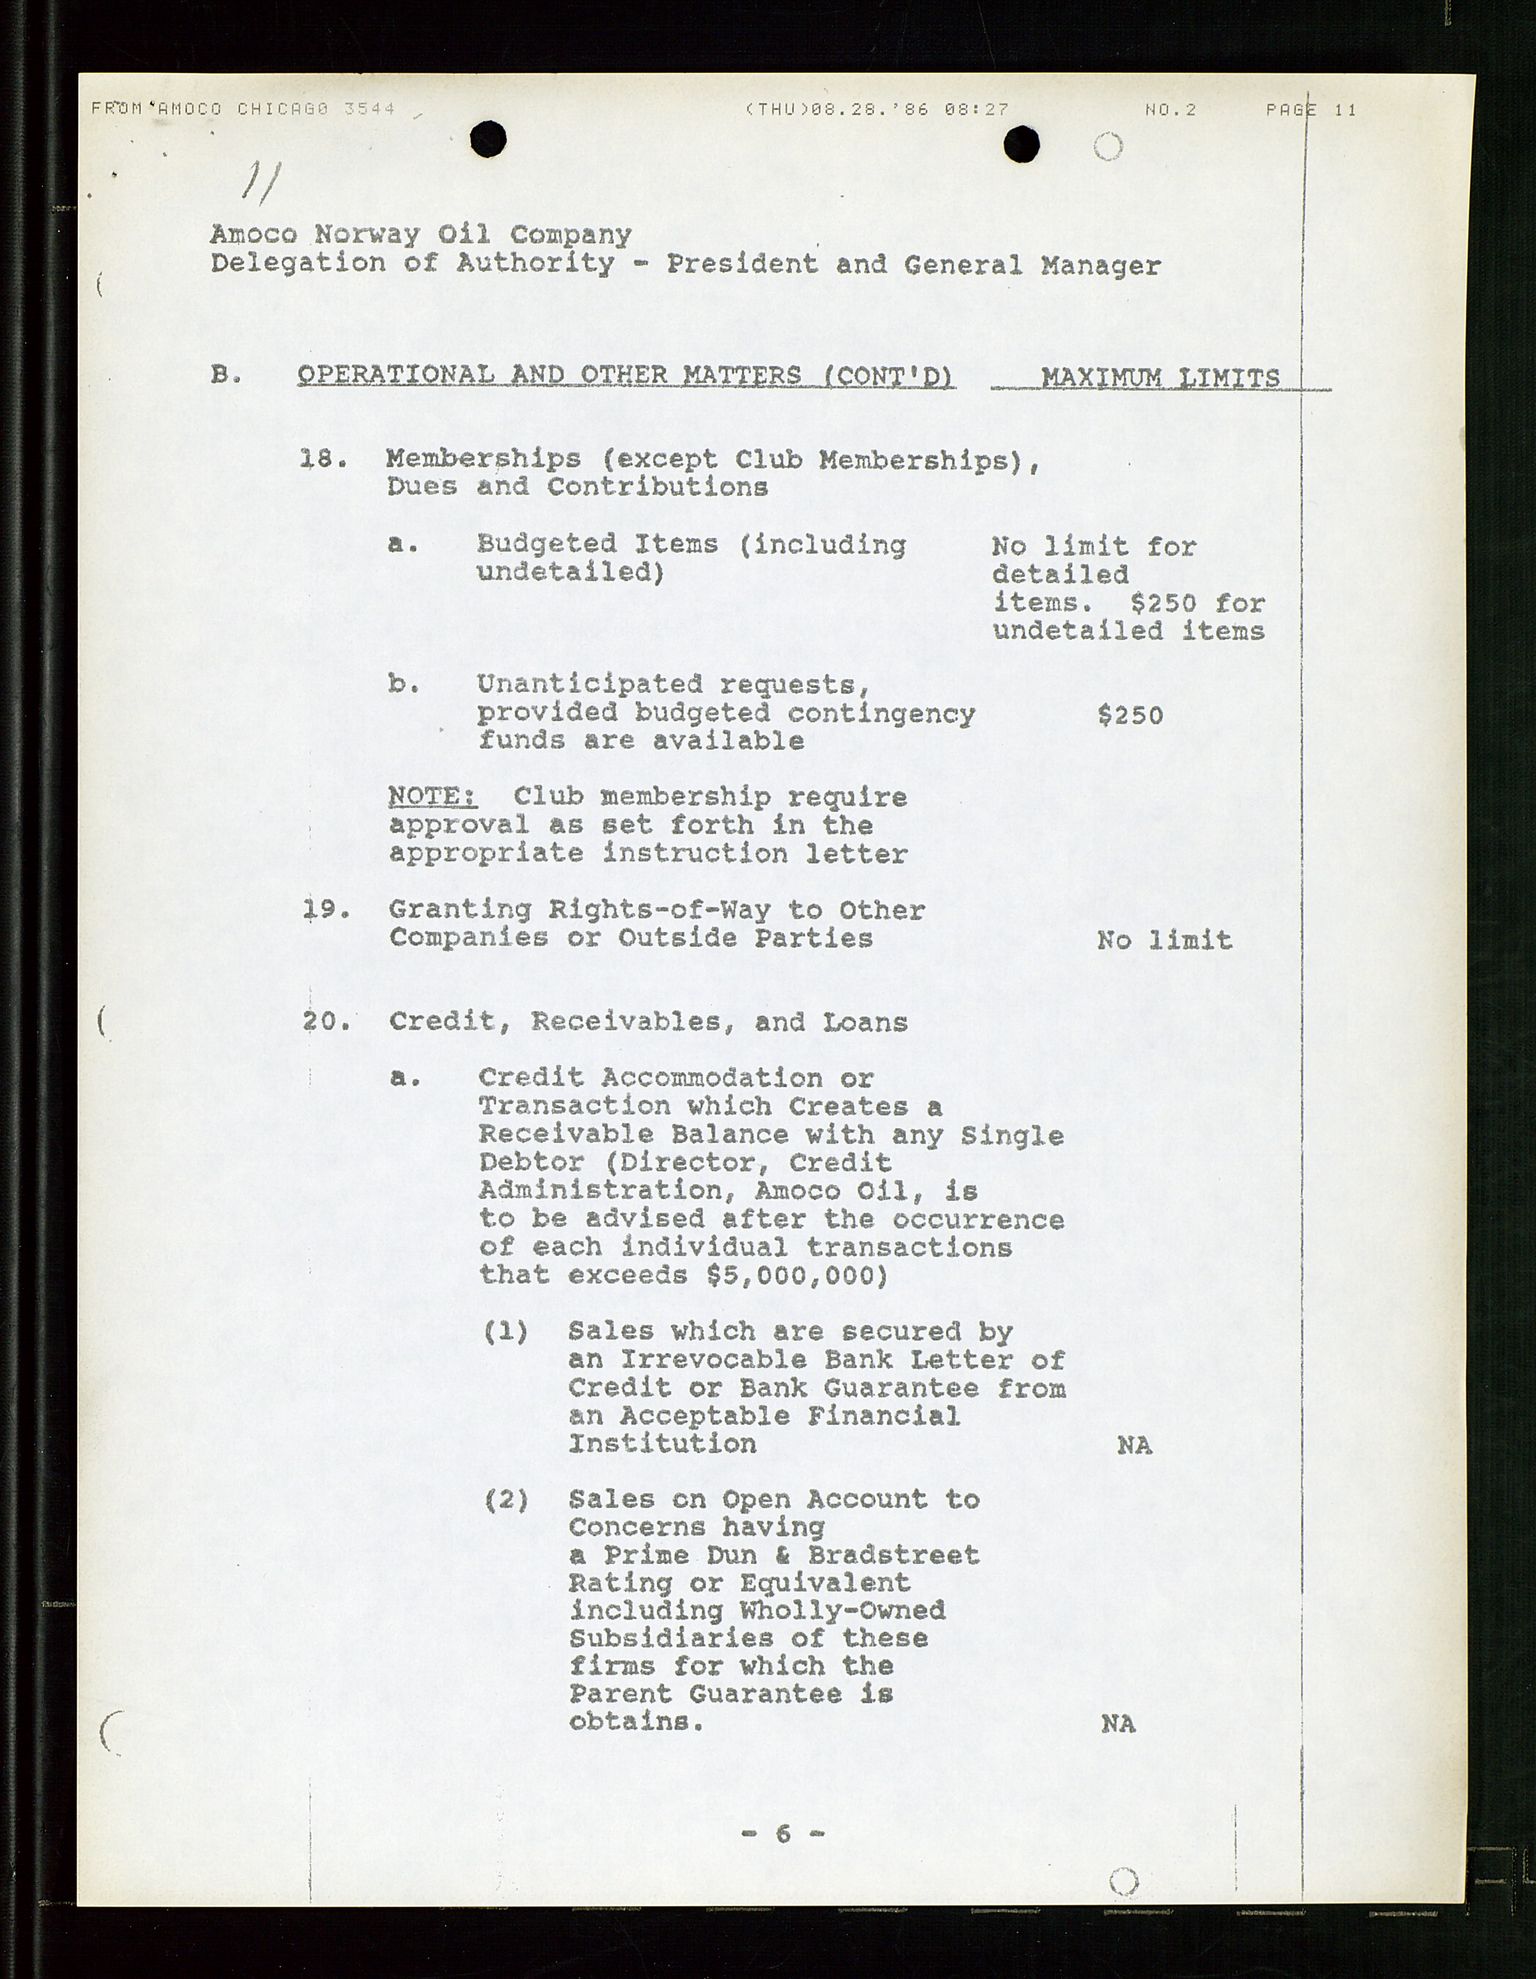 FROM AMOCO CHICAGO 3544 (THU)08.28.'86 08:27 NO.2 PAGE 11
11
Amoco Norway Oil Company
Delegation of Authority - President and General Manager
B. OPERATIONAL AND OTHER MATTERS (CONT'D) MAXIMUM LIMITS
18. Memberships (except Club Memberships),
Dues and Contributions
a. Budgeted Items (including No limit for
undetailed) detailed
items. $250 for
undetailed items
b. Unanticipated requests,
provided budgeted contingency $250
funds are available
NOTE: Club membership require
approval as set forth in the
appropriate instruction letter
19. Granting Rights-of-Way to Other
Companies or Outside Parties No limit
20. Credit, Receivables, and Loans
a. Credit Accommodation or
Transaction which Creates a
Receivable Balance with any Single
Debtor (Director, Credit
Administration, Amoco Oil, is
to be advised after the occurrence
of each individual transactions
that exceeds $5,000,000)
(1) Sales which are secured by
an Irrevocable Bank Letter of
Credit or Bank Guarantee from
an Acceptable Financial
Institution NA
(2) Sales on Open Account to
Concerns having
a Prime Dun & Bradstreet
Rating or Equivalent
including Wholly-Owned
Subsidiaries of these
firms for which the
Parent Guarantee is
obtains. NA
- 6 -